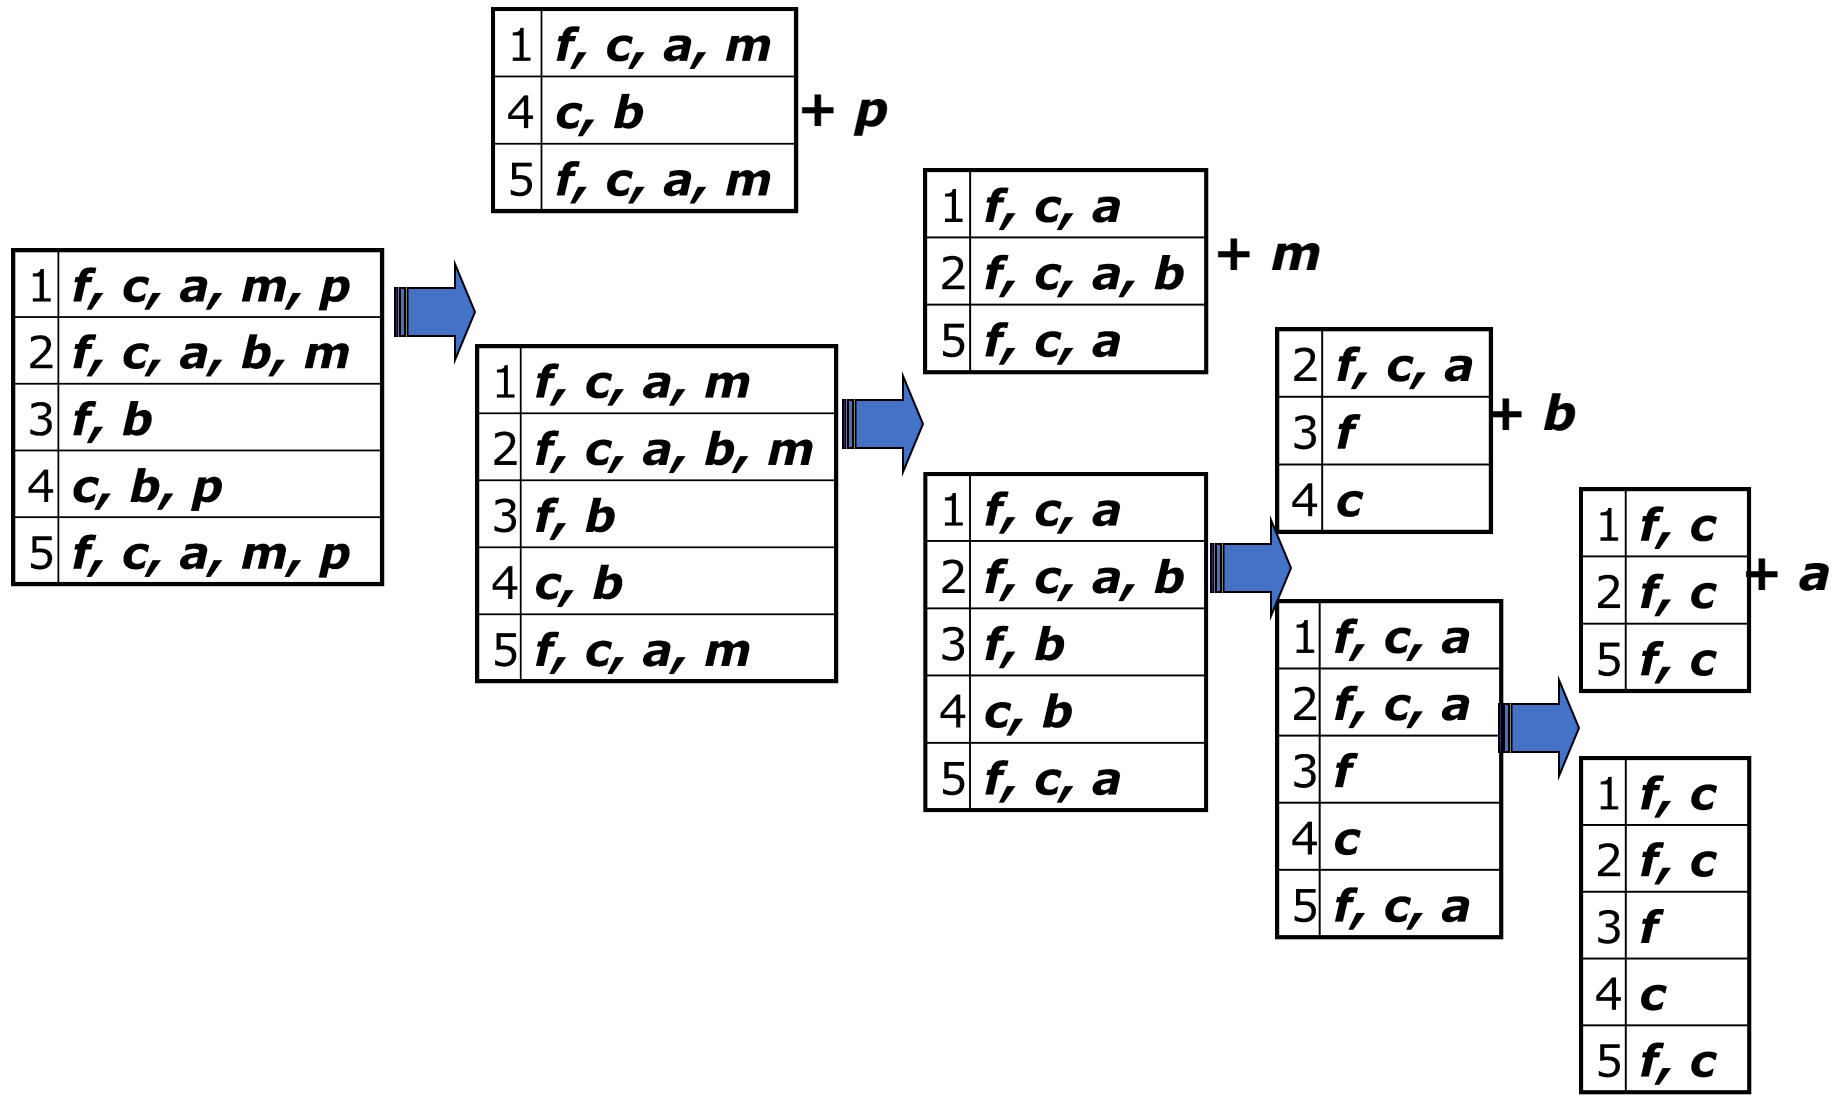 1 f, c, a, m
4 c, b
5 f, c, a, m
+ p
1 f, c, a, m, p
2 f, c, a, b, m
3 f, b
4 c, b, p
5 f, c, a, m, p
1 f, c, a, m
2 f, c, a, b, m
3 f, b
4 c, b
5 f, c, a, m
1 f, c, a
2 f, c, a, b
5 f, c, a
+ m
1 f, c, a
2 f, c, a, b
3 f, b
4 c, b
5 f, c, a
2 f, c, a
3 f
4 c
+ b
1 f, c, a
2 f, c, a
3 f
4 c
5 f, c, a
1 f, c
2 f, c
5 f, c
+ a
1 f, c
2 f, c
3 f
4 c
5 f, c